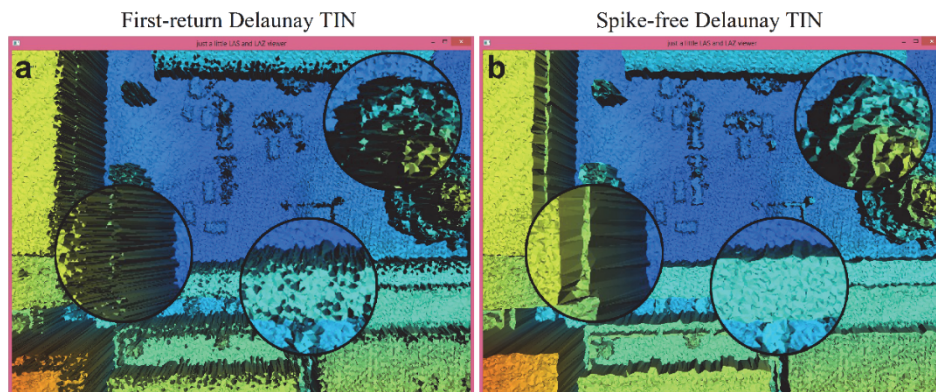 First-return Delaunay TIN
Spike-free Delaunay TIN
just a little LAS and LAZ viewer
just a little LAS and LAZ viewer
a
b